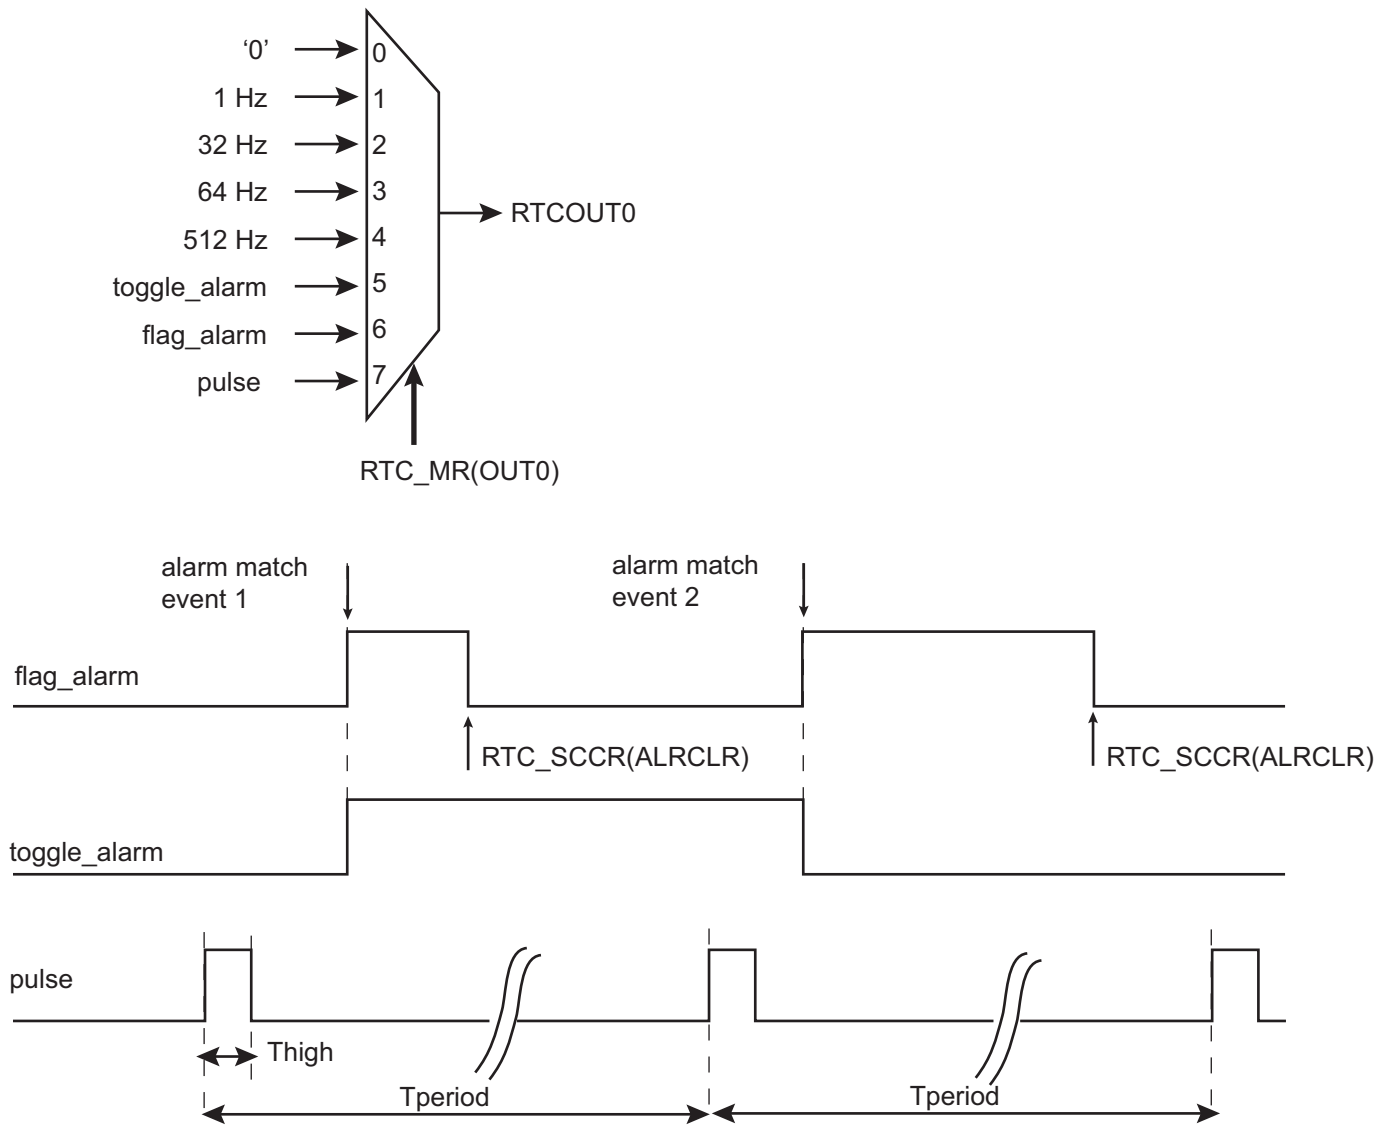 ‘0’ 0
1 Hz 1
32 Hz 2
64 Hz 3
RTCOUT0
512 Hz 4
toggle_alarm 5
flag_alarm 6
pulse 7
RTC_MR(OUT0)
alarm match
event 1
alarm match
event 2
flag_alarm
RTC_SCCR(ALRCLR)
RTC_SCCR(ALRCLR)
toggle_alarm
pulse
Thigh
Tperiod
Tperiod